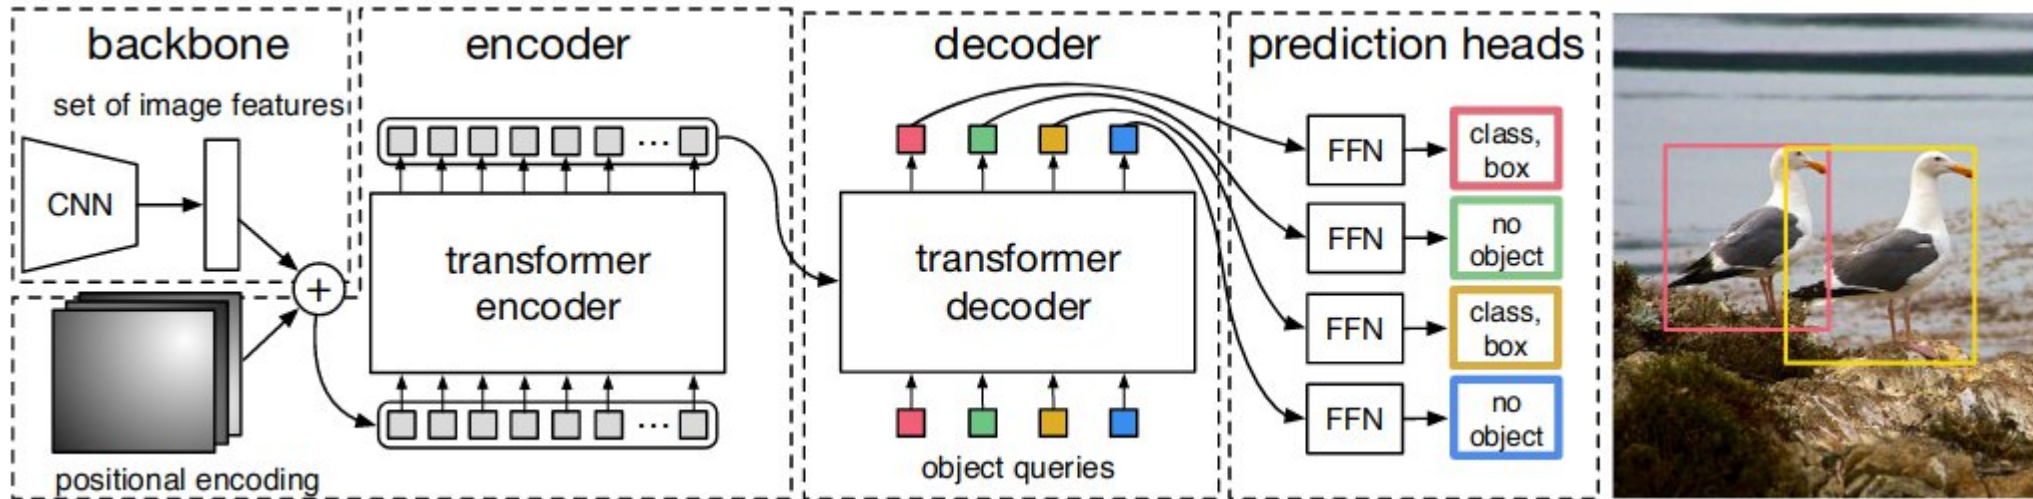 backbone
set of image features
CNN
+
positional encoding
encoder
...
transformer
encoder
...
decoder
transformer
decoder
object queries
prediction heads
FFN
class,
box
FFN
no
object
FFN
class,
box
FFN
no
object